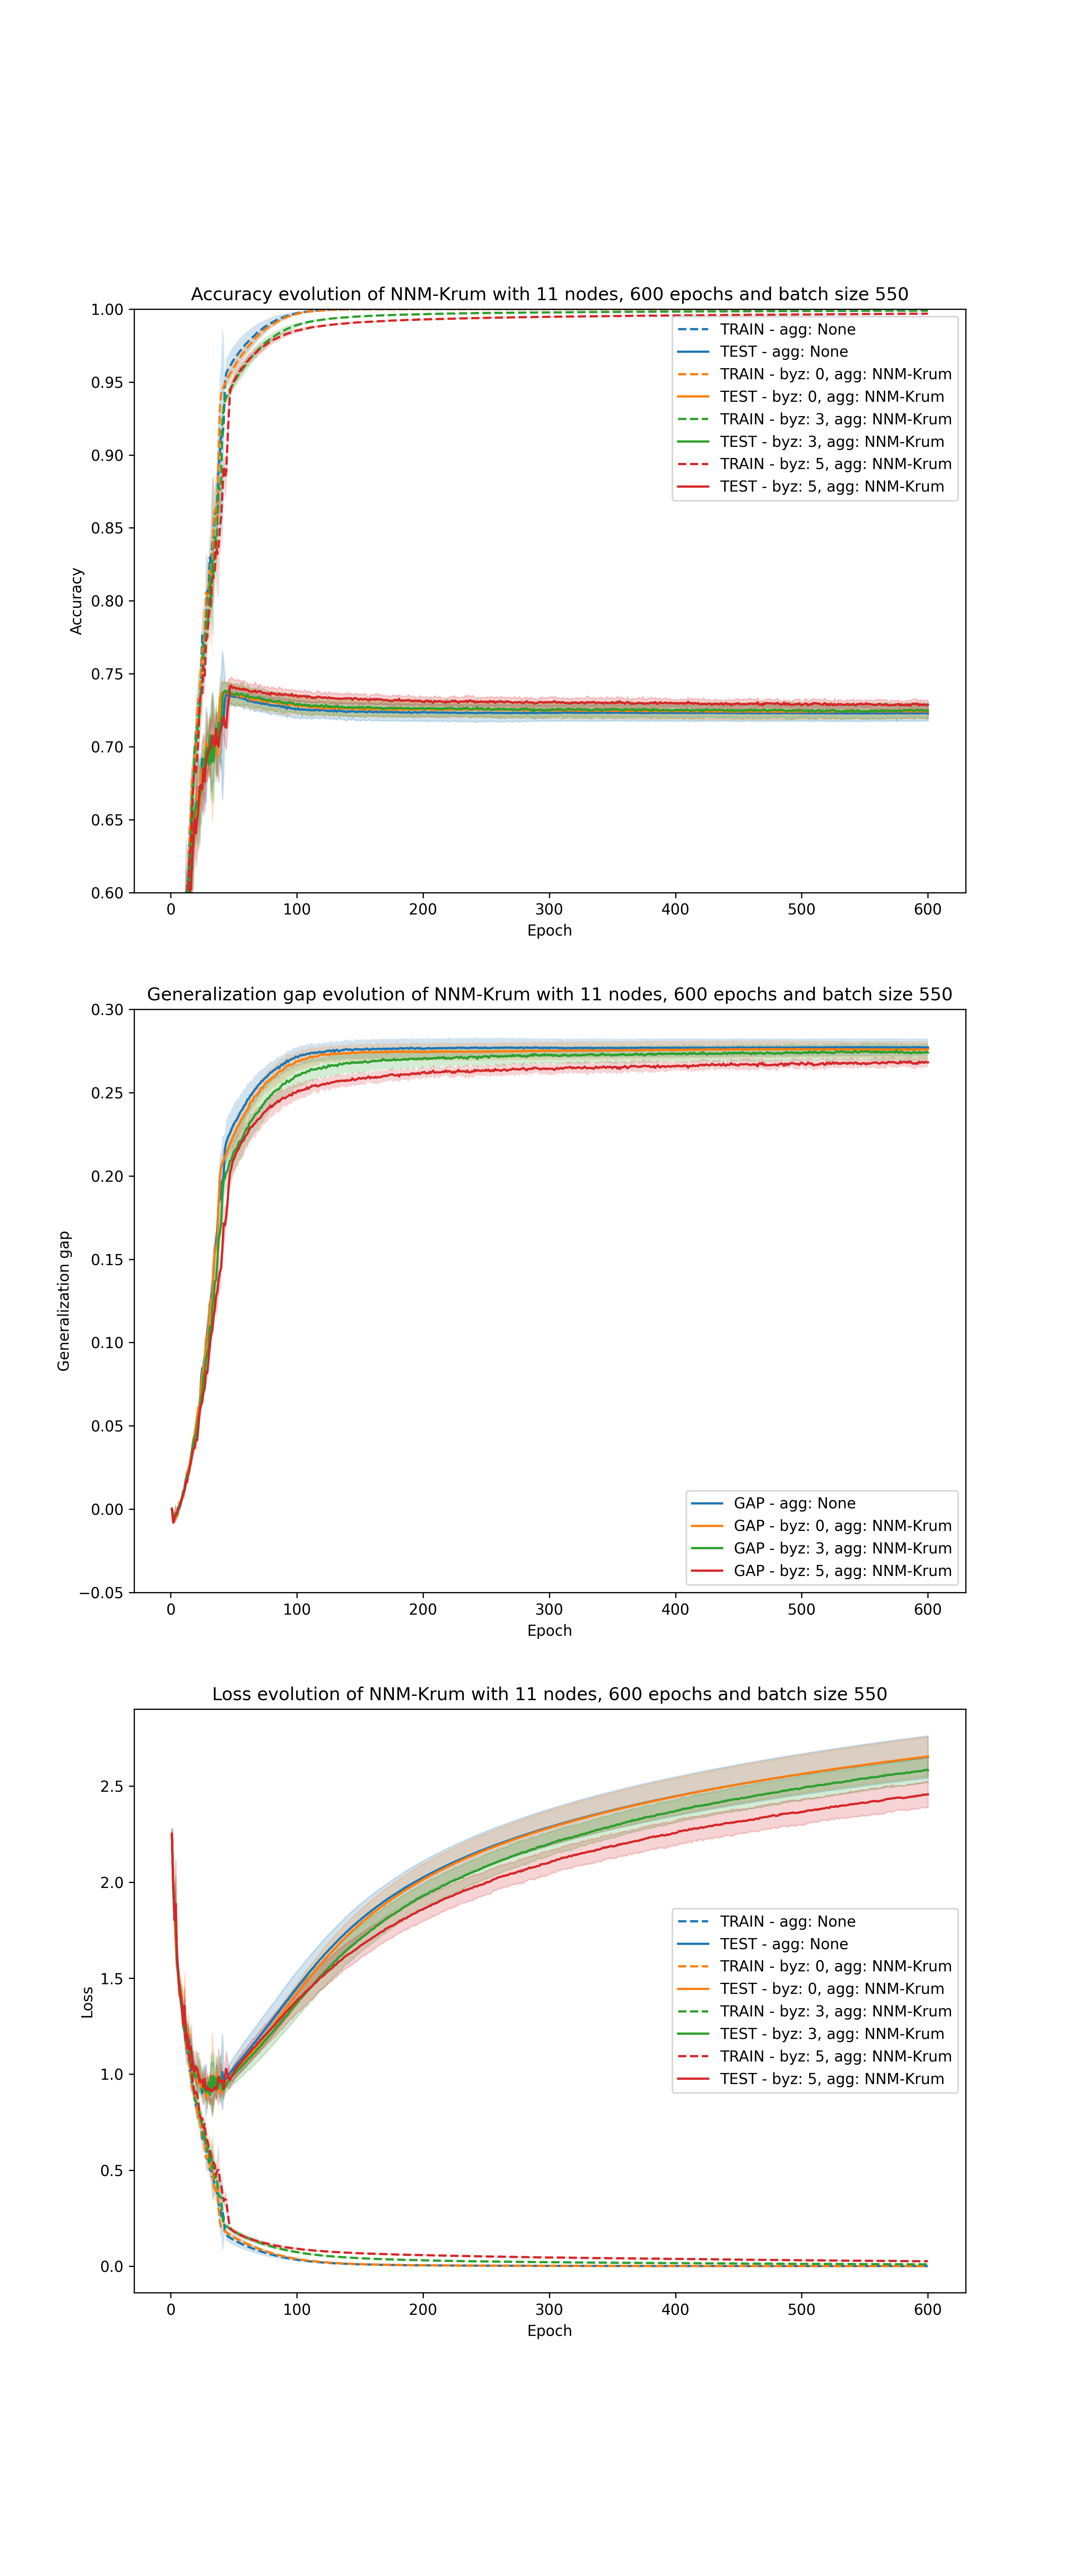 Accuracy evolution of NNM-Krum with 11 nodes, 600 epochs and batch size 550
1.00
0.95
0.90
0.85
0.80
0.75
0.70
0.65
0.60
Accuracy
TRAIN - agg: None
TEST - agg: None
TRAIN - byz: 0, agg: NNM-Krum
TEST - byz: 0, agg: NNM-Krum
TRAIN - byz: 3, agg: NNM-Krum
TEST - byz: 3, agg: NNM-Krum
TRAIN - byz: 5, agg: NNM-Krum
TEST - byz: 5, agg: NNM-Krum
0 100 200 300 400 500 600
Epoch
Generalization gap evolution of NNM-Krum with 11 nodes, 600 epochs and batch size 550
0.30
0.25
0.20
0.15
0.10
0.05
0.00
−0.05
Generalization gap
GAP - agg: None
GAP - byz: 0, agg: NNM-Krum
GAP - byz: 3, agg: NNM-Krum
GAP - byz: 5, agg: NNM-Krum
0 100 200 300 400 500 600
Epoch
Loss evolution of NNM-Krum with 11 nodes, 600 epochs and batch size 550
2.5
2.0
1.5
1.0
0.5
0.0
Loss
TRAIN - agg: None
TEST - agg: None
TRAIN - byz: 0, agg: NNM-Krum
TEST - byz: 0, agg: NNM-Krum
TRAIN - byz: 3, agg: NNM-Krum
TEST - byz: 3, agg: NNM-Krum
TRAIN - byz: 5, agg: NNM-Krum
TEST - byz: 5, agg: NNM-Krum
0 100 200 300 400 500 600
Epoch